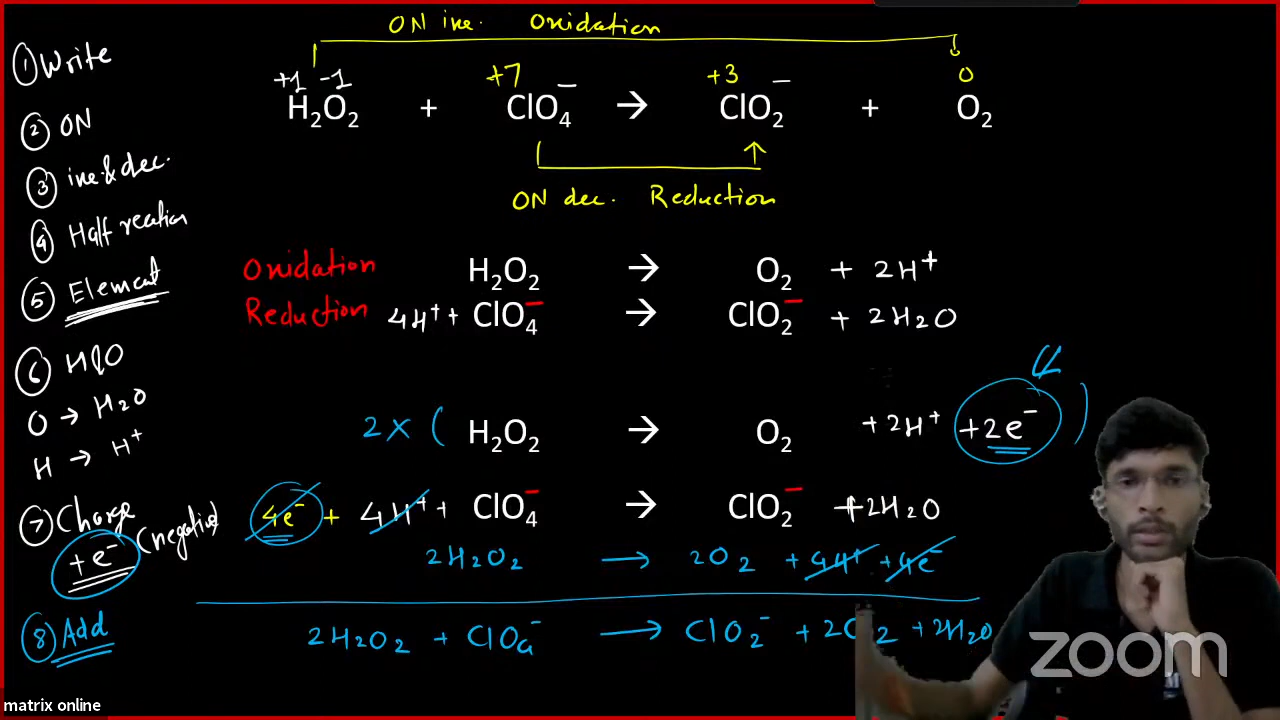 ON inc. Oxidation
① Write
+1 -1 +7 +3 0
H₂O₂ + ClO₄⁻ → ClO₂⁻ + O₂
② ON
③ inc & dec.
ON dec. Reduction
④ Half reaction
Oxidation H₂O₂ → O₂ + 2H⁺
⑤ Element
Reduction 4H⁺ + ClO₄⁻ → ClO₂⁻ + 2H₂O
⑥ H/O
O → H₂O
2 × ( H₂O₂ → O₂ + 2H⁺ + 2e⁻ )
H → H⁺
⑦ Charge (negative)
4e⁻ + 4H⁺ + ClO₄⁻ → ClO₂⁻ + 2H₂O
+e⁻
2H₂O₂ → 2O₂ + 4H⁺ + 4e⁻
⑧ Add
2H₂O₂ + ClO₄⁻ → ClO₂⁻ + 2O₂ + 2H₂O
zoom
matrix online